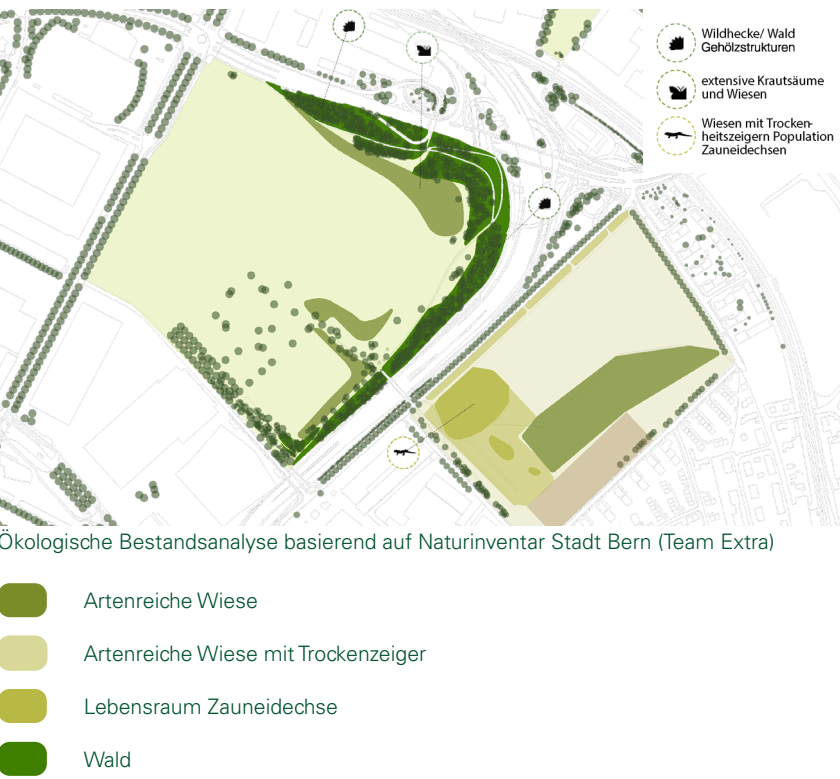 Wildhecke/ Wald
Gehölzstrukturen
extensive Krautsäume
und Wiesen
Wiesen mit Trocken-
heitszeigern Population
Zauneidechsen
Ökologische Bestandsanalyse basierend auf Naturinventar Stadt Bern (Team Extra)
Artenreiche Wiese
Artenreiche Wiese mit Trockenzeiger
Lebensraum Zauneidechse
Wald